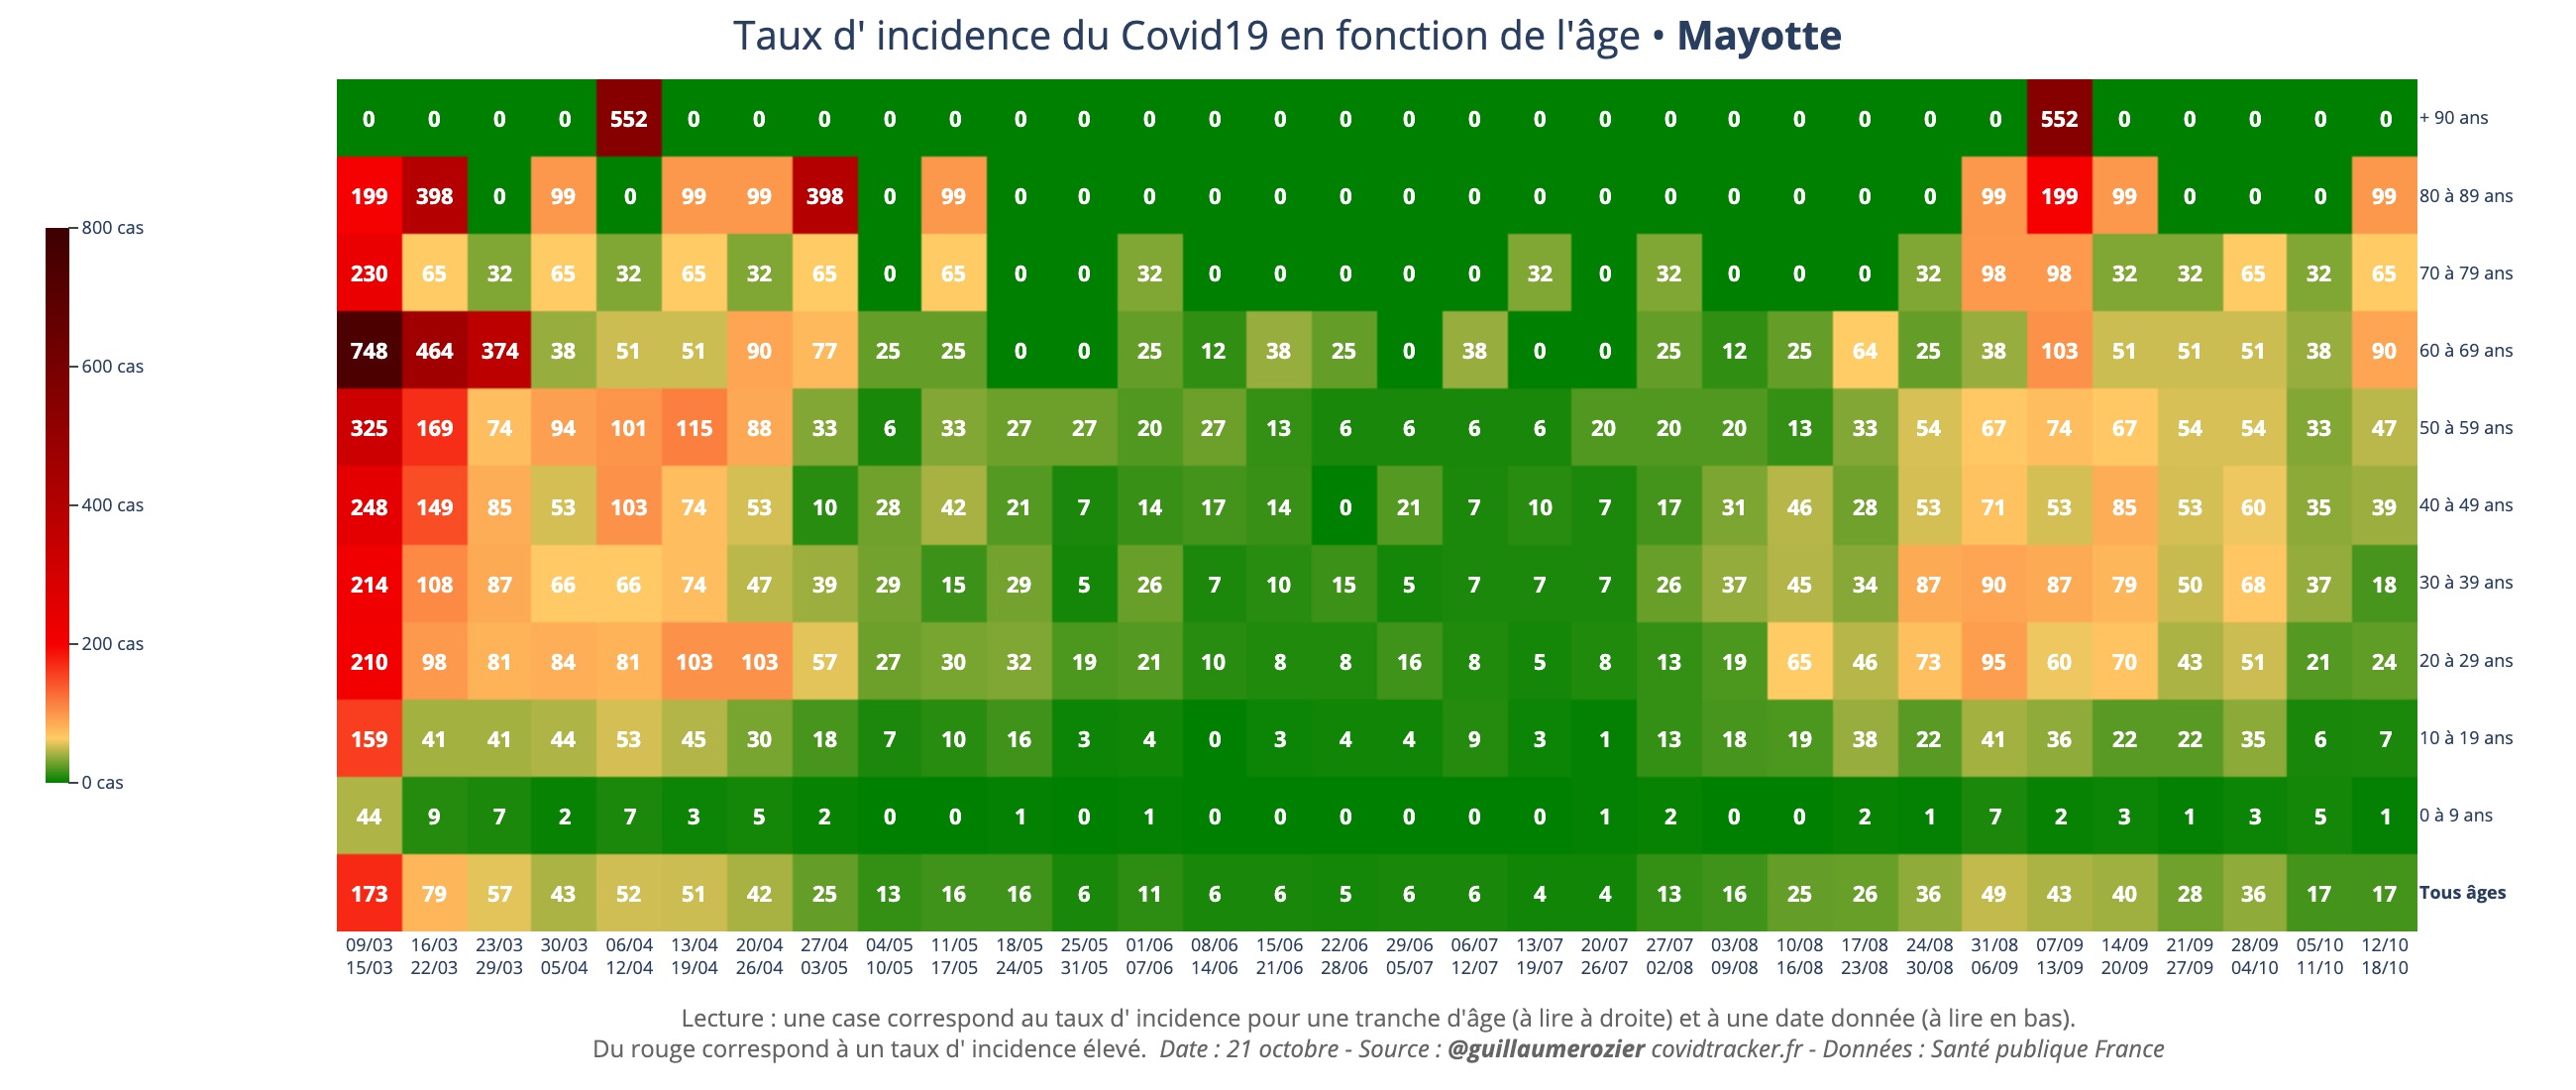 Taux d' incidence du Covid19 en fonction de l'âge • Mayotte
800 cas
600 cas
400 cas
200 cas
0 cas
0 0 0 0 552 0 0 0 0 0 0 0 0 0 0 0 0 0 0 0 0 0 0 0 0 0 552 0 0 0 0 0 + 90 ans
199 398 0 99 0 99 99 398 0 99 0 0 0 0 0 0 0 0 0 0 0 0 0 0 0 99 199 99 0 0 0 99 80 à 89 ans
230 65 32 65 32 65 32 65 0 65 0 0 32 0 0 0 0 0 32 0 32 0 0 0 32 98 98 32 32 65 32 65 70 à 79 ans
748 464 374 38 51 51 90 77 25 25 0 0 25 12 38 25 0 38 0 0 25 12 25 64 25 38 103 51 51 51 38 90 60 à 69 ans
325 169 74 94 101 115 88 33 6 33 27 27 20 27 13 6 6 6 6 20 20 20 13 33 54 67 74 67 54 54 33 47 50 à 59 ans
248 149 85 53 103 74 53 10 28 42 21 7 14 17 14 0 21 7 10 7 17 31 46 28 53 71 53 85 53 60 35 39 40 à 49 ans
214 108 87 66 66 74 47 39 29 15 29 5 26 7 10 15 5 7 7 7 26 37 45 34 87 90 87 79 50 68 37 18 30 à 39 ans
210 98 81 84 81 103 103 57 27 30 32 19 21 10 8 8 16 8 5 8 13 19 65 46 73 95 60 70 43 51 21 24 20 à 29 ans
159 41 41 44 53 45 30 18 7 10 16 3 4 0 3 4 4 9 3 1 13 18 19 38 22 41 36 22 22 35 6 7 10 à 19 ans
44 9 7 2 7 3 5 2 0 0 1 0 1 0 0 0 0 0 0 1 2 0 0 2 1 7 2 3 1 3 5 1 0 à 9 ans
173 79 57 43 52 51 42 25 13 16 16 6 11 6 6 5 6 6 4 4 13 16 25 26 36 49 43 40 28 36 17 17 Tous âges
09/03 16/03 23/03 30/03 06/04 13/04 20/04 27/04 04/05 11/05 18/05 25/05 01/06 08/06 15/06 22/06 29/06 06/07 13/07 20/07 27/07 03/08 10/08 17/08 24/08 31/08 07/09 14/09 21/09 28/09 05/10 12/10
15/03 22/03 29/03 05/04 12/04 19/04 26/04 03/05 10/05 17/05 24/05 31/05 07/06 14/06 21/06 28/06 05/07 12/07 19/07 26/07 02/08 09/08 16/08 23/08 30/08 06/09 13/09 20/09 27/09 04/10 11/10 18/10
Lecture : une case correspond au taux d' incidence pour une tranche d'âge (à lire à droite) et à une date donnée (à lire en bas).
Du rouge correspond à un taux d' incidence élevé. Date : 21 octobre - Source : @guillaumerozier covidtracker.fr - Données : Santé publique France